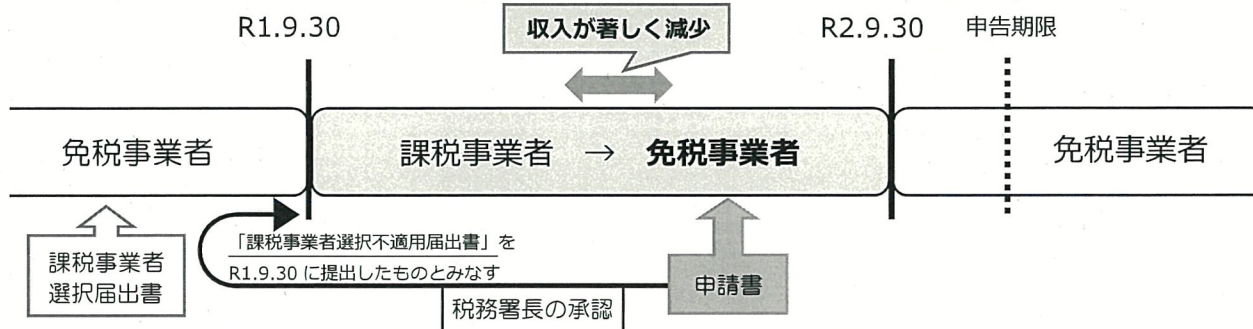 収入が著しく減少
R1.9.30
R2.9.30
申告期限
免税事業者
課税事業者 → 免税事業者
免税事業者
課税事業者
選択届出書
「課税事業者選択不適用届出書」を
R1.9.30 に提出したものとみなす
税務署長の承認
申請書